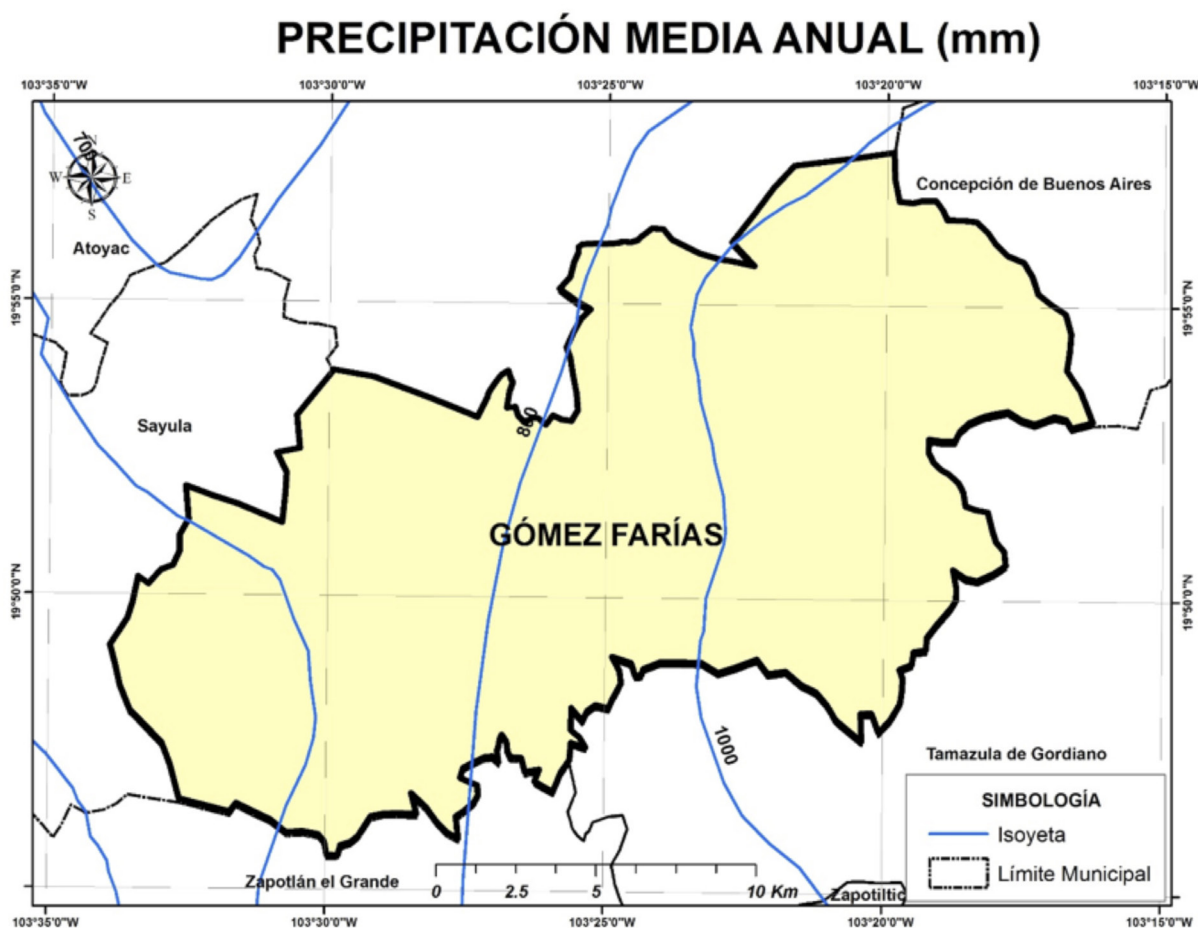 PRECIPITACIÓN MEDIA ANUAL (mm)
103°35'0"W 103°30'0"W 103°25'0"W 103°20'0"W 103°15'0"W
700
N
W E
S
Atoyac
Concepción de Buenos Aires
19°55'0"N 19°55'0"N
Sayula
800
GÓMEZ FARÍAS
19°50'0"N 19°50'0"N
1000
Tamazula de Gordiano
SIMBOLOGÍA
Isoyeta
Límite Municipal
Zapotlán el Grande
0 2.5 5 10 Km
Zapotiltic
103°35'0"W 103°30'0"W 103°25'0"W 103°20'0"W 103°15'0"W